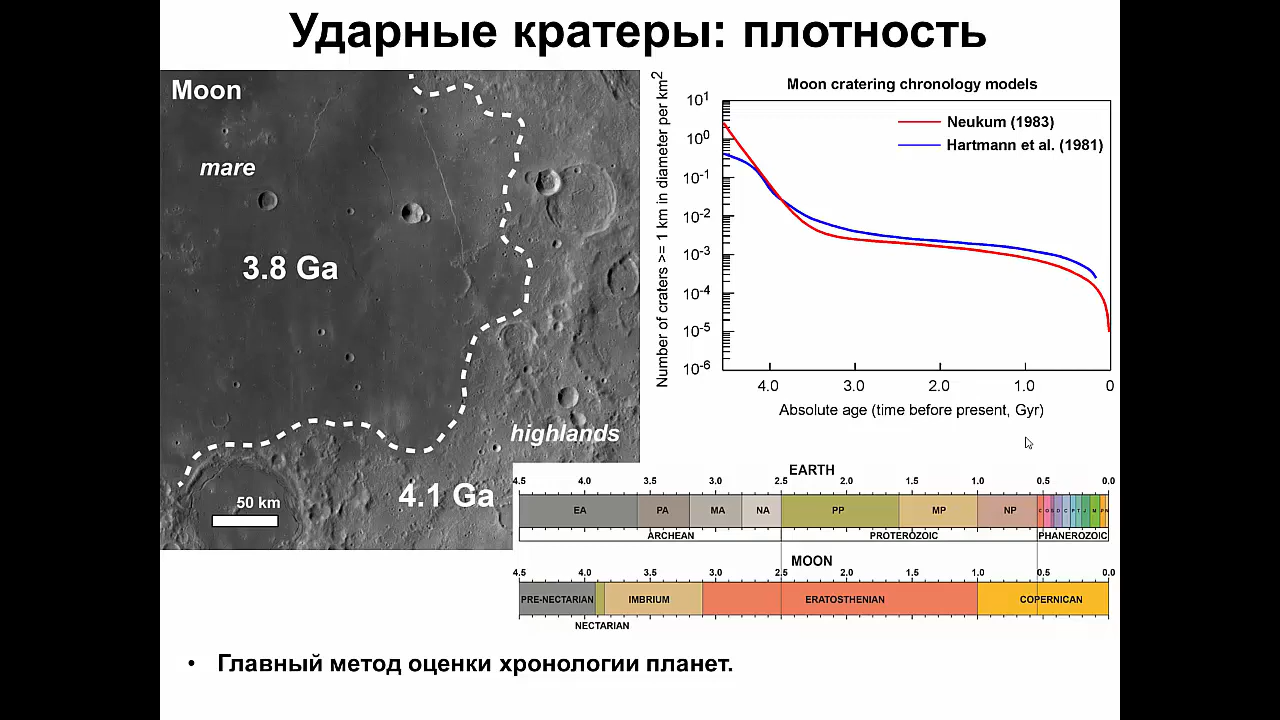 Ударные кратеры: плотность
Moon
mare
3.8 Ga
highlands
4.1 Ga
50 km
Moon cratering chronology models
Neukum (1983)
Hartmann et al. (1981)
Number of craters >= 1 km in diameter per km2
101
100
10-1
10-2
10-3
10-4
10-5
10-6
4.0 3.0 2.0 1.0 0
Absolute age (time before present, Gyr)
EARTH
4.5 4.0 3.5 3.0 2.5 2.0 1.5 1.0 0.5 0.0
EA PA MA NA PP MP NP
ARCHEAN PROTEROZOIC PHANEROZOIC
MOON
4.5 4.0 3.5 3.0 2.5 2.0 1.5 1.0 0.5 0.0
PRE-NECTARIAN IMBRIUM ERATOSTHENIAN COPERNICAN
NECTARIAN
• Главный метод оценки хронологии планет.